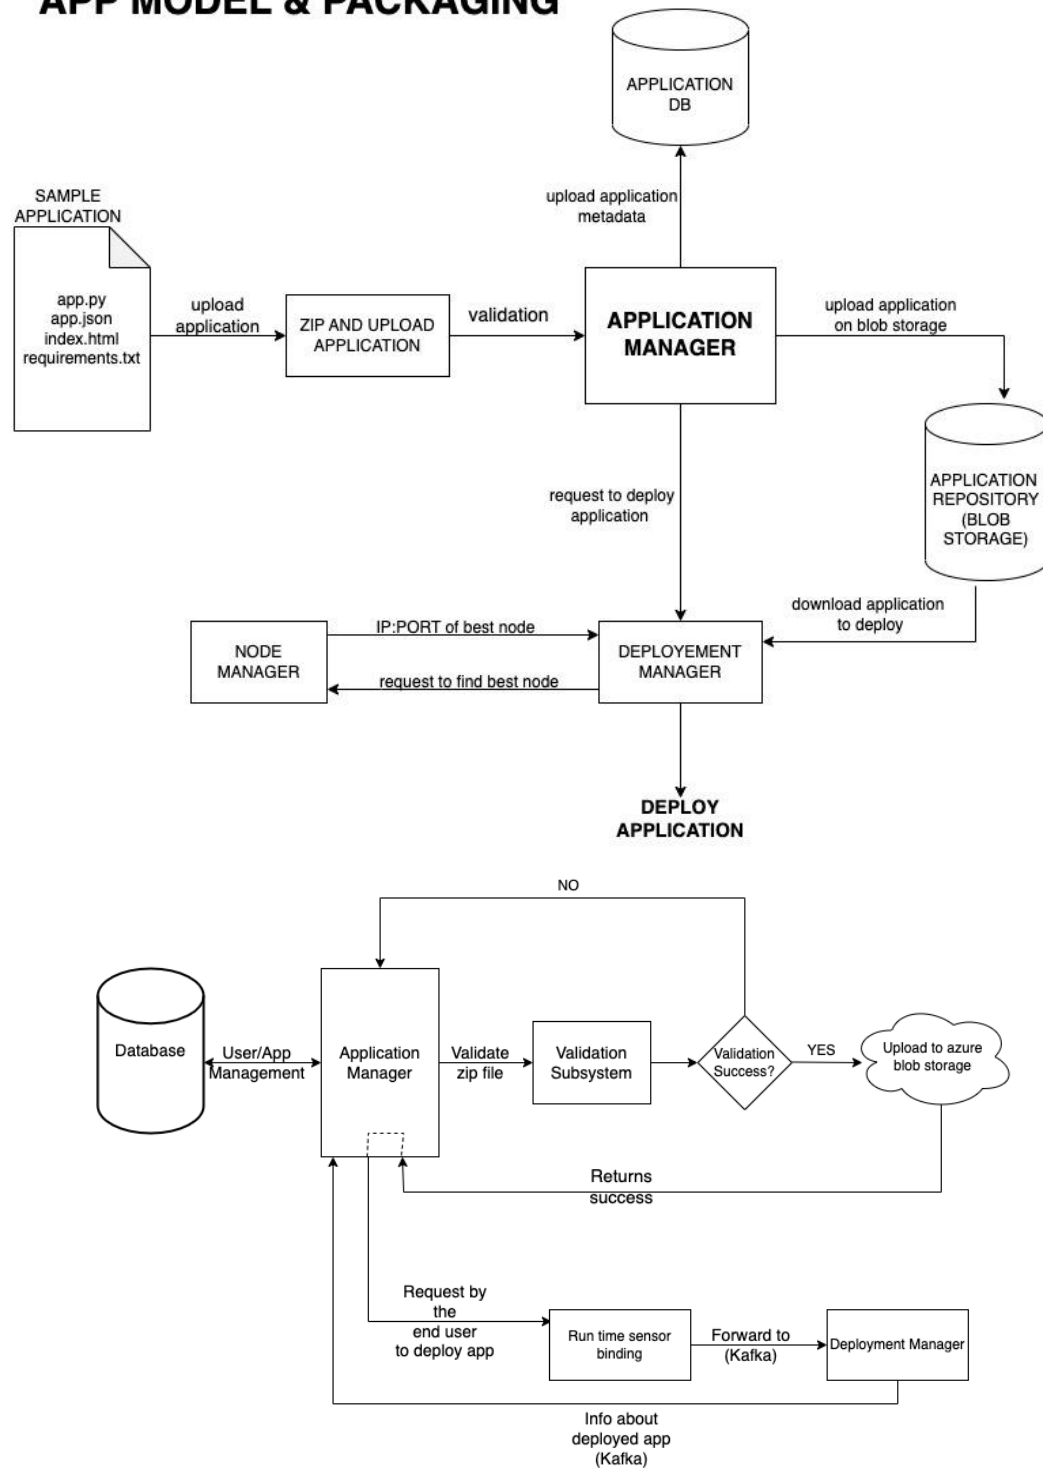 APP MODEL & PACKAGING
APPLICATION
DB
upload application
metadata
SAMPLE
APPLICATION
app.py
app.json
index.html
requirements.txt
upload
application
ZIP AND UPLOAD
APPLICATION
validation
APPLICATION
MANAGER
upload application
on blob storage
APPLICATION
REPOSITORY
(BLOB
STORAGE)
request to deploy
application
download application
to deploy
NODE
MANAGER
IP:PORT of best node
request to find best node
DEPLOYEMENT
MANAGER
DEPLOY
APPLICATION
NO
Database
User/App
Management
Application
Manager
Validate
zip file
Validation
Subsystem
Validation
Success?
YES
Upload to azure
blob storage
Returns
success
Request by
the
end user
to deploy app
Run time sensor
binding
Forward to
(Kafka)
Deployment Manager
Info about
deployed app
(Kafka)